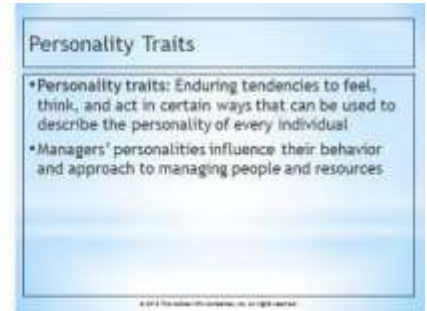 Personality Traits
•Personality traits: Enduring tendencies to feel,
think, and act in certain ways that can be used to
describe the personality of every individual
•Managers' personalities influence their behavior
and approach to managing people and resources